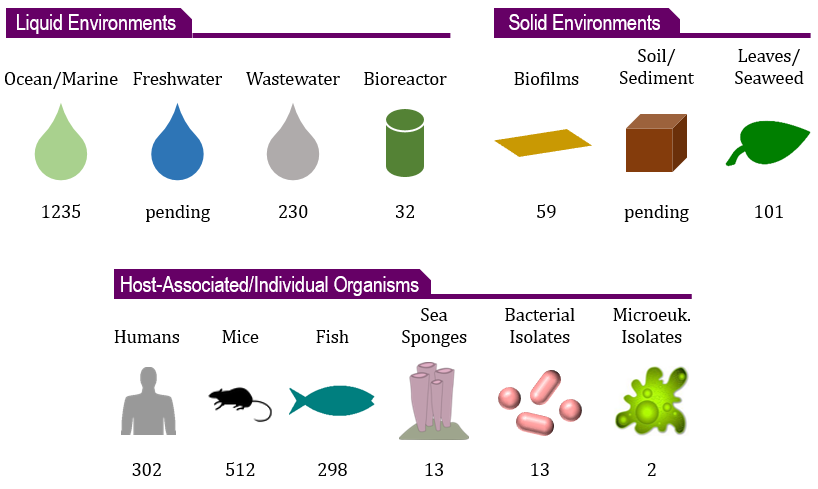 Liquid Environments
Ocean/Marine Freshwater Wastewater Bioreactor
1235 pending 230 32
Solid Environments
Biofilms Soil/
Sediment Leaves/
Seaweed
59 pending 101
Host-Associated/Individual Organisms
Humans Mice Fish Sea
Sponges Bacterial
Isolates Microeuk.
Isolates
302 512 298 13 13 2